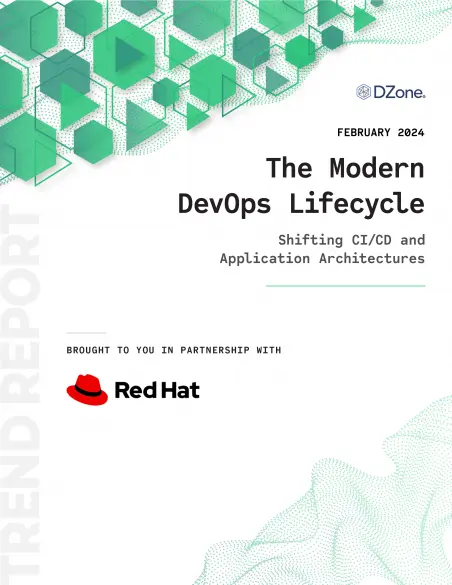 DZone.
FEBRUARY 2024
The Modern
DevOps Lifecycle
Shifting CI/CD and
Application Architectures
BROUGHT TO YOU IN PARTNERSHIP WITH
Red Hat
TREND REPORT